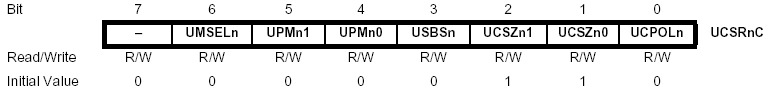 Bit 7 6 5 4 3 2 1 0
– UMSELn UPMn1 UPMn0 USBSn UCSZn1 UCSZn0 UCPOLn UCSRnC
Read/Write R/W R/W R/W R/W R/W R/W R/W R/W
Initial Value 0 0 0 0 0 1 1 0